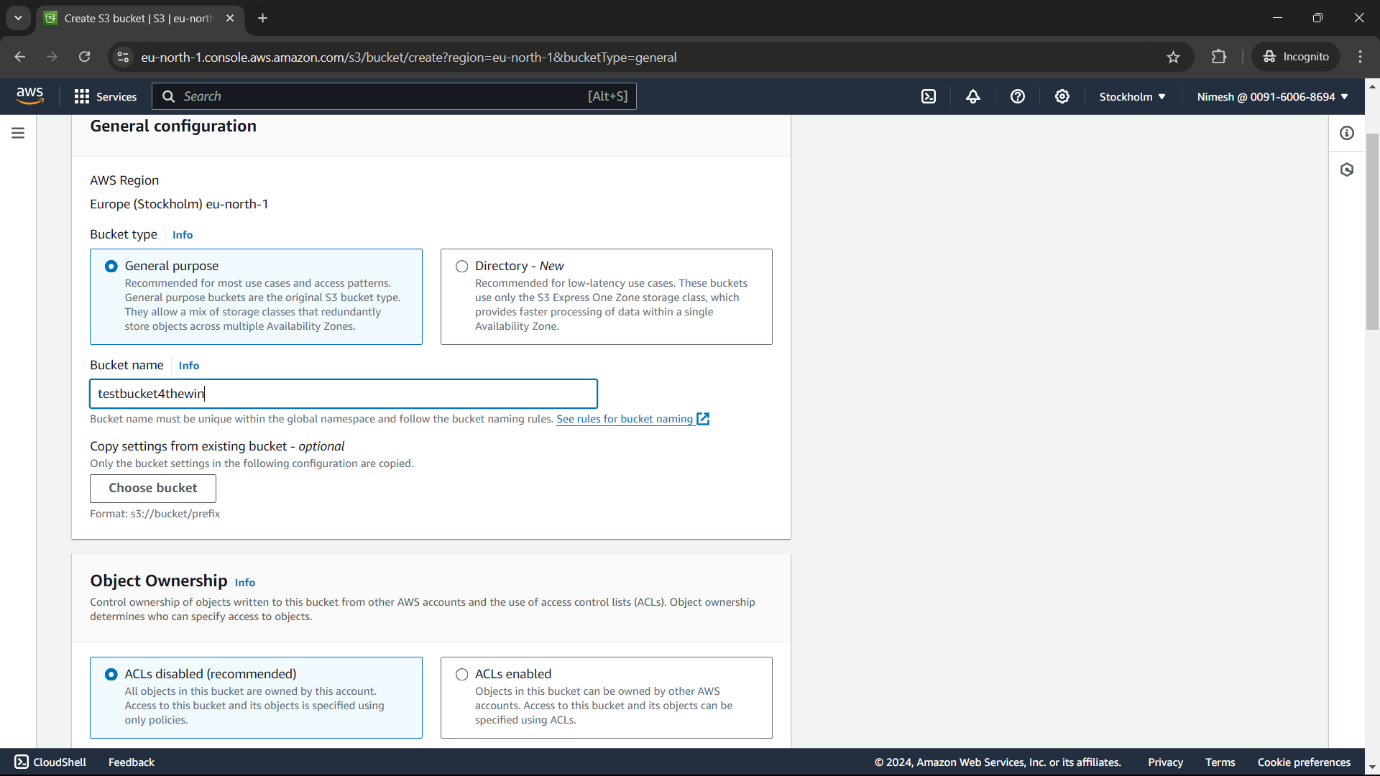 Create S3 bucket | S3 | eu-nort
eu-north-1.console.aws.amazon.com/s3/bucket/create?region=eu-north-1&bucketType=general
Incognito
aws
Services
Search
[Alt+S]
Stockholm
Nimesh @ 0091-6006-8694
General configuration
AWS Region
Europe (Stockholm) eu-north-1
Bucket type
Info
General purpose
Recommended for most use cases and access patterns.
General purpose buckets are the original S3 bucket type.
They allow a mix of storage classes that redundantly
store objects across multiple Availability Zones.
Directory - New
Recommended for low-latency use cases. These buckets
use only the S3 Express One Zone storage class, which
provides faster processing of data within a single
Availability Zone.
Bucket name
Info
testbucket4thewin
Bucket name must be unique within the global namespace and follow the bucket naming rules. See rules for bucket naming
Copy settings from existing bucket - optional
Only the bucket settings in the following configuration are copied.
Choose bucket
Format: s3://bucket/prefix
Object Ownership Info
Control ownership of objects written to this bucket from other AWS accounts and the use of access control lists (ACLs). Object ownership
determines who can specify access to objects.
ACLs disabled (recommended)
All objects in this bucket are owned by this account.
Access to this bucket and its objects is specified using
only policies.
ACLs enabled
Objects in this bucket can be owned by other AWS
accounts. Access to this bucket and its objects can be
specified using ACLs.
CloudShell
Feedback
© 2024, Amazon Web Services, Inc. or its affiliates.
Privacy
Terms
Cookie preferences